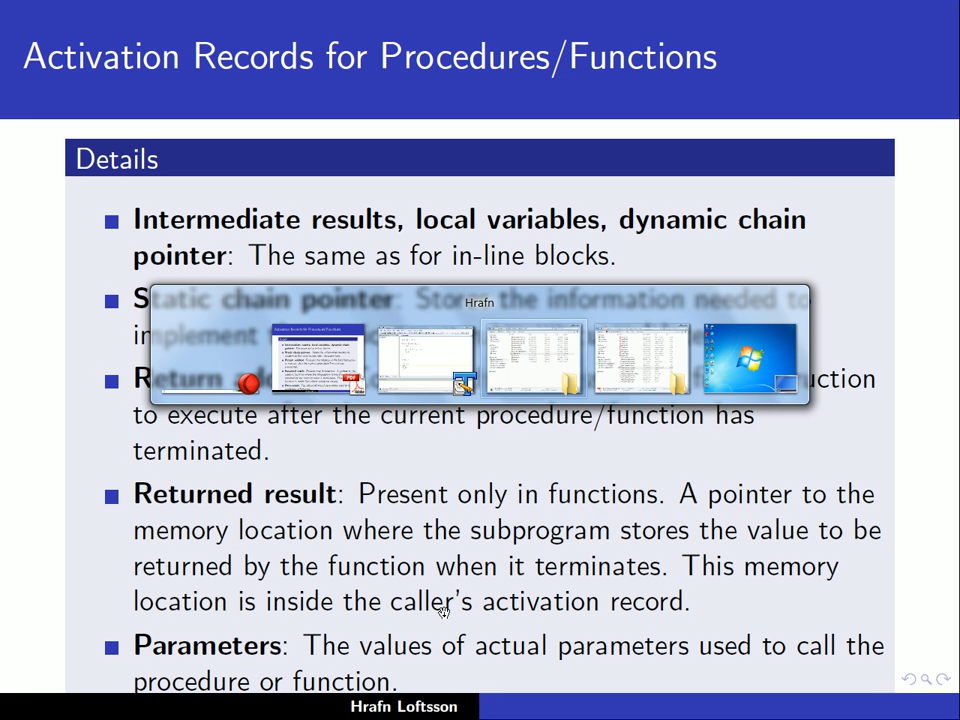 Activation Records for Procedures/Functions
Details
Intermediate results, local variables, dynamic chain
pointer: The same as for in-line blocks.
Static chain pointer: Stores the information needed to
implement
Hrafn
Return
uction
to execute after the current procedure/function has
terminated.
Returned result: Present only in functions. A pointer to the
memory location where the subprogram stores the value to be
returned by the function when it terminates. This memory
location is inside the caller's activation record.
Parameters: The values of actual parameters used to call the
procedure or function.
Hrafn Loftsson